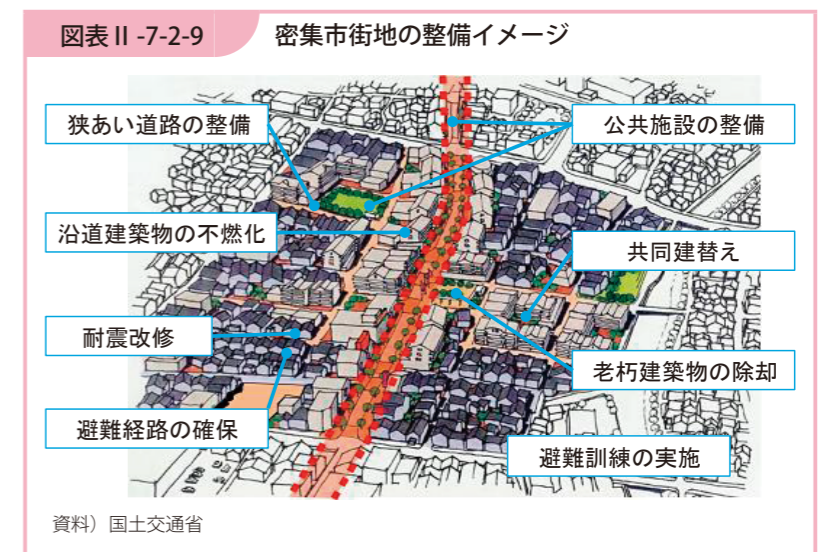 図表Ⅱ-7-2-9 密集市街地の整備イメージ
狭あい道路の整備
公共施設の整備
沿道建築物の不燃化
共同建替え
耐震改修
老朽建築物の除却
避難経路の確保
避難訓練の実施
資料）国土交通省